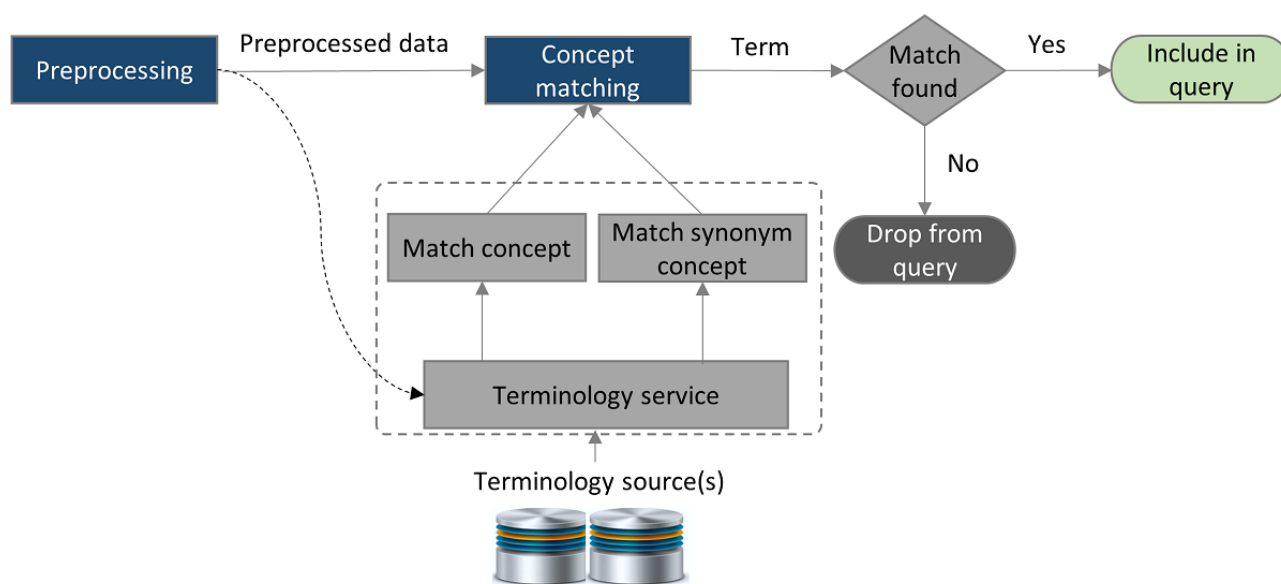 Preprocessing
Preprocessed data
Concept
matching
Term
Match
found
Yes
Include in
query
No
Drop from
query
Match concept
Match synonym
concept
Terminology service
Terminology source(s)